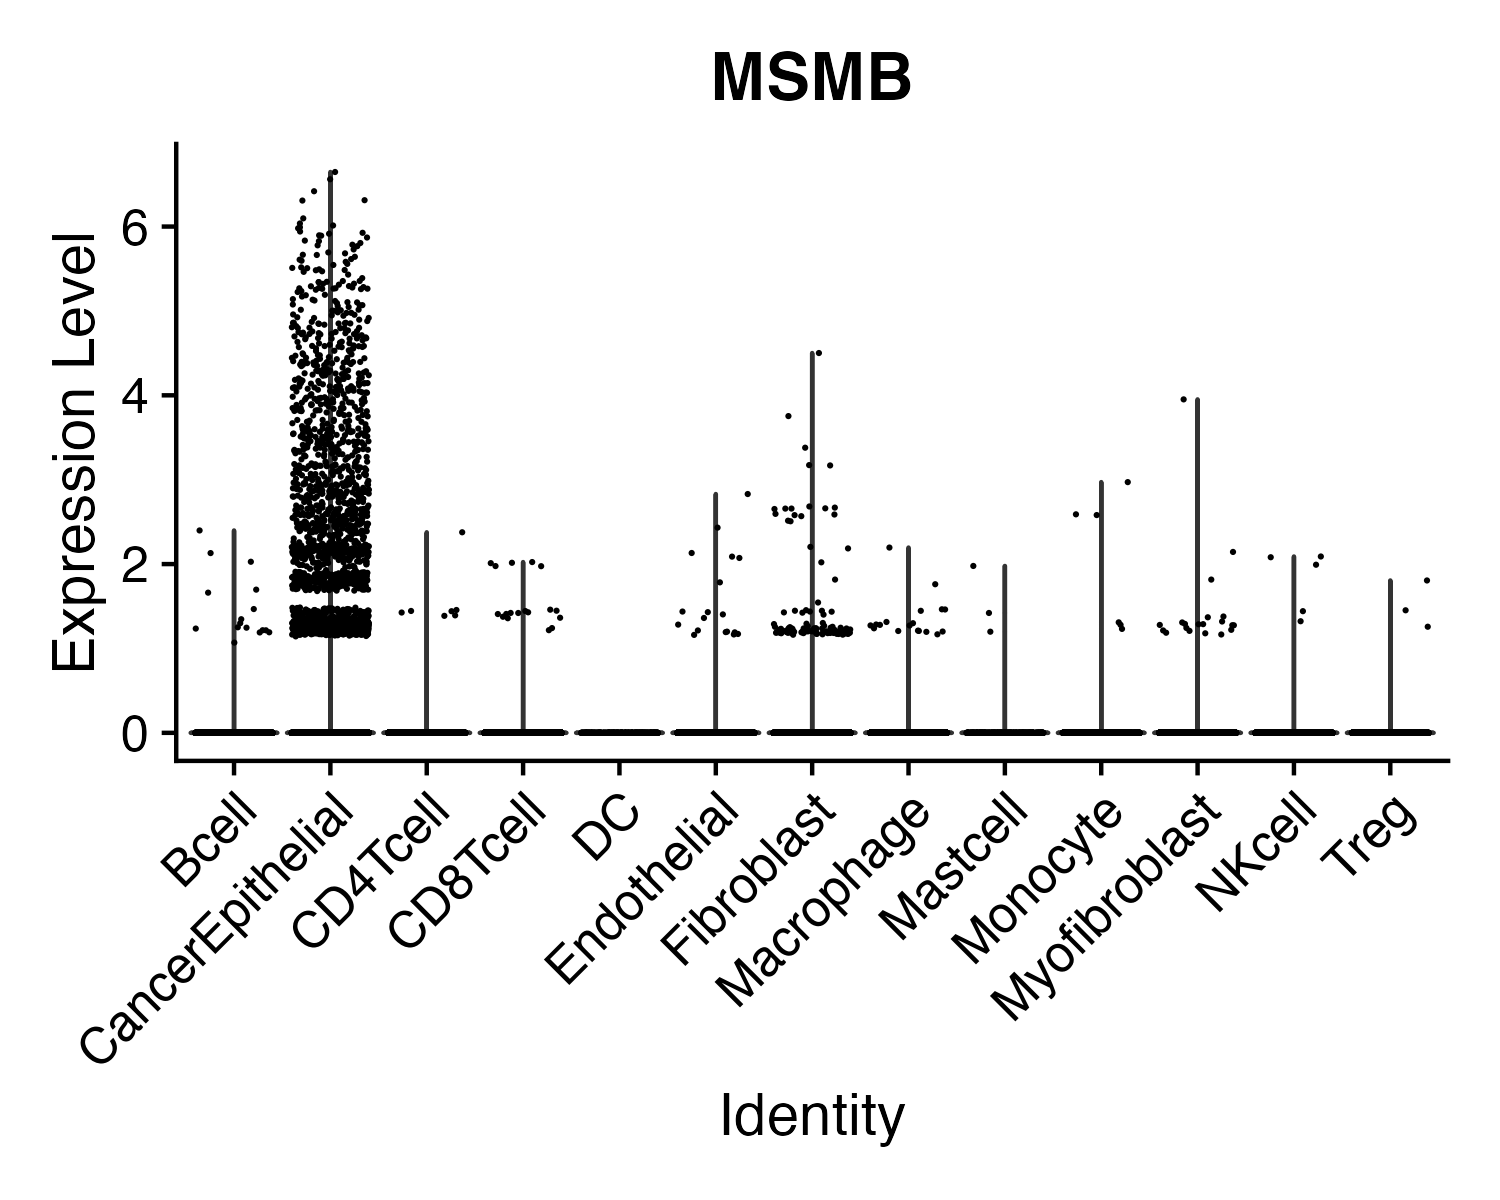 MSMB
Expression Level
6
4
2
0
Bcell
CancerEpithelial
CD4Tcell
CD8Tcell
DC
Endothelial
Fibroblast
Macrophage
Mastcell
Monocyte
Myofibroblast
NKcell
Treg
Identity